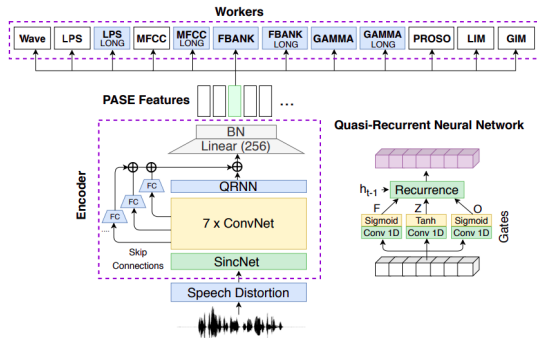 Workers
Wave LPS LPS LONG MFCC MFCC LONG FBANK FBANK LONG GAMMA GAMMA LONG PROSO LIM GIM
PASE Features
...
Encoder
BN
Linear (256)
FC
FC
FC
....
QRNN
7 x ConvNet
Skip
Connections
SincNet
Speech Distortion
Quasi-Recurrent Neural Network
h t-1
Recurrence
F Z O
Sigmoid Tanh Sigmoid
Conv 1D Conv 1D Conv 1D
Gates